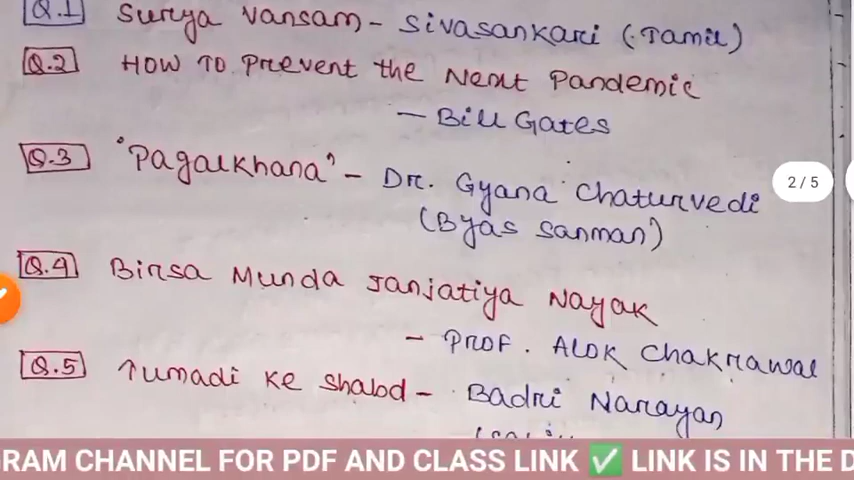 Q.1 Surya Vansam - Sivasankari (Tamil)
Q.2 HOW TO Prevent the Next Pandemic
- Bill Gates
Q.3 "Pagalkhana" - Dr. Gyana Chaturvedi
(Byas Sanman)
2/5
Q.4 Birsa Munda Janjatiya Nayak
- Prof. Alok Chakrawal
Q.5 Tumadi ke Shabd - Badri Narayan
RAM CHANNEL FOR PDF AND CLASS LINK ✅ LINK IS IN THE D